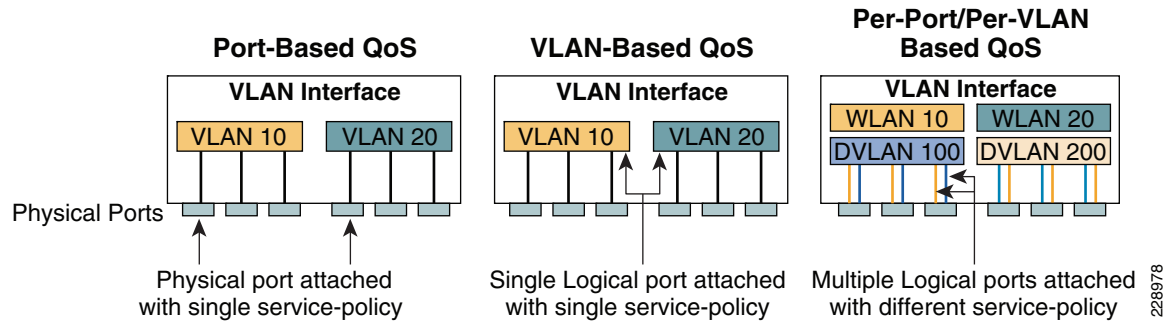 Port-Based QoS
VLAN Interface
VLAN 10
VLAN 20
Physical Ports
Physical port attached
with single service-policy
VLAN-Based QoS
VLAN Interface
VLAN 10
VLAN 20
Single Logical port attached
with single service-policy
Per-Port/Per-VLAN
Based QoS
VLAN Interface
WLAN 10
WLAN 20
DVLAN 100
DVLAN 200
Multiple Logical ports attached
with different service-policy
228978